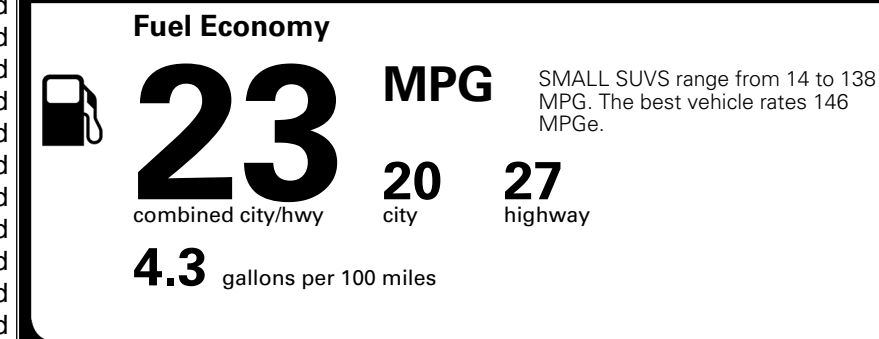 Fuel Economy
23 MPG
SMALL SUVS range from 14 to 138
MPG. The best vehicle rates 146
MPGe.
20 27
combined city/hwy city highway
4.3 gallons per 100 miles
d
d
d
d
d
d
d
d
d
d
d